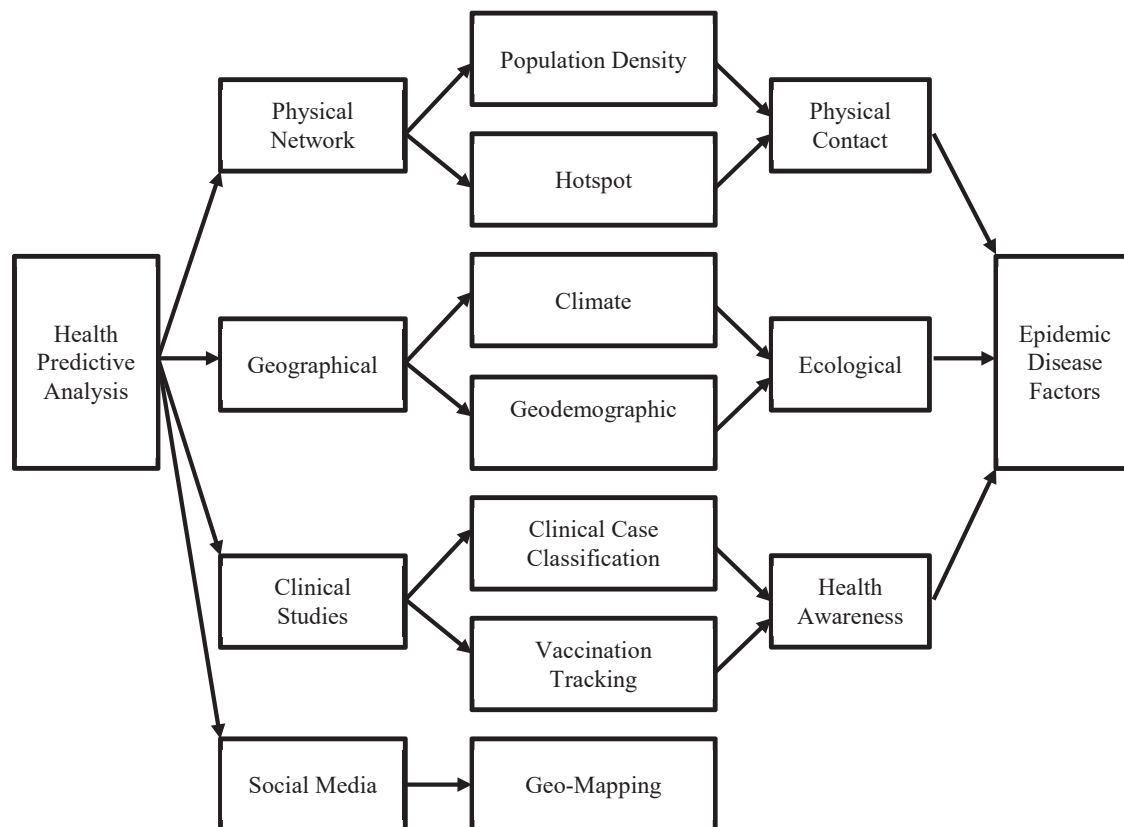 Health
Predictive
Analysis
Physical
Network
Geographical
Clinical
Studies
Social Media
Population Density
Hotspot
Climate
Geodemographic
Clinical Case
Classification
Vaccination
Tracking
Geo-Mapping
Physical
Contact
Ecological
Health
Awareness
Epidemic
Disease
Factors